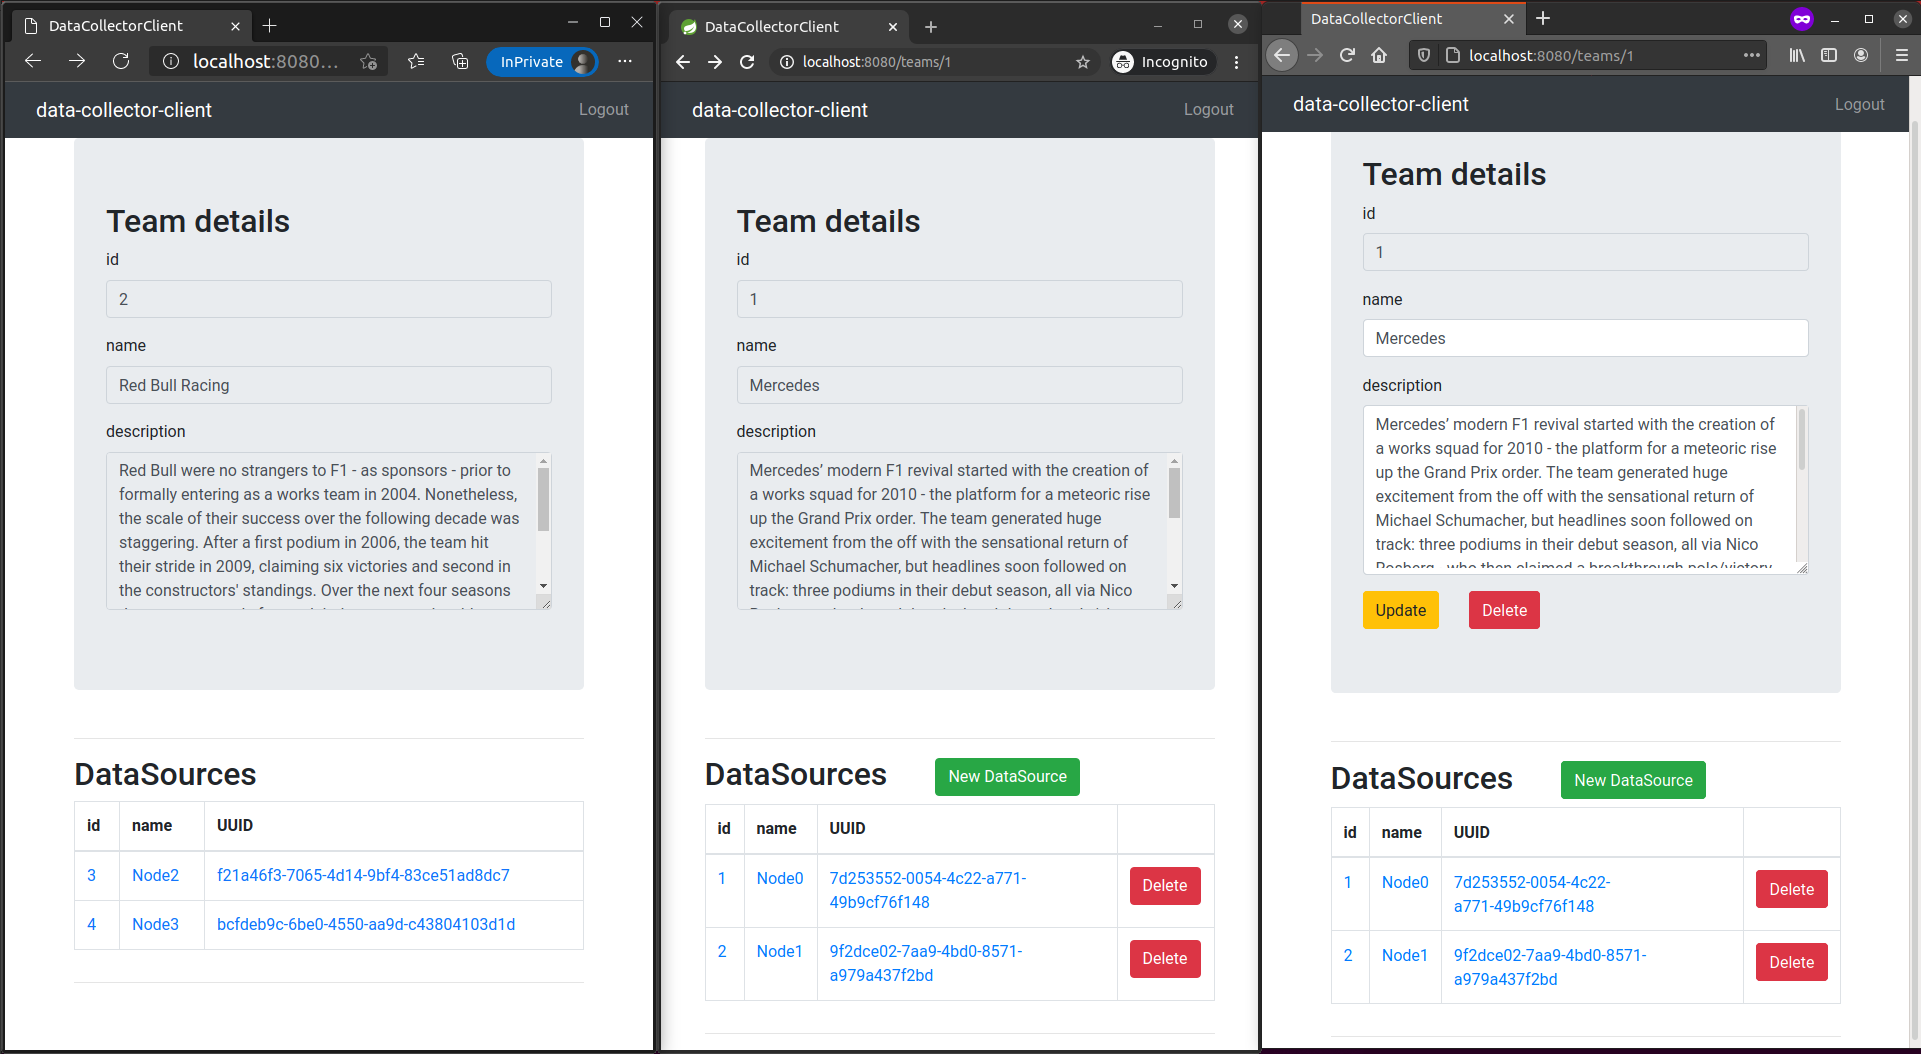 DataCollectorClient
localhost:8080...
InPrivate
data-collector-client
Logout
Team details
id
2
name
Red Bull Racing
description
Red Bull were no strangers to F1 - as sponsors - prior to
formally entering as a works team in 2004. Nonetheless,
the scale of their success over the following decade was
staggering. After a first podium in 2006, the team hit
their stride in 2009, claiming six victories and second in
the constructors' standings. Over the next four seasons
DataSources
id name UUID
3 Node2 f21a46f3-7065-4d14-9bf4-83ce51ad8dc7
4 Node3 bcfdeb9c-6be0-4550-aa9d-c43804103d1d
DataCollectorClient
localhost:8080/teams/1
Incognito
data-collector-client
Logout
Team details
id
1
name
Mercedes
description
Mercedes’ modern F1 revival started with the creation of
a works squad for 2010 - the platform for a meteoric rise
up the Grand Prix order. The team generated huge
excitement from the off with the sensational return of
Michael Schumacher, but headlines soon followed on
track: three podiums in their debut season, all via Nico
DataSources
New DataSource
id name UUID
1 Node0 7d253552-0054-4c22-a771-
49b9cf76f148
Delete
2 Node1 9f2dce02-7aa9-4bd0-8571-
a979a437f2bd
Delete
DataCollectorClient
localhost:8080/teams/1
data-collector-client
Logout
Team details
id
1
name
Mercedes
description
Mercedes’ modern F1 revival started with the creation of
a works squad for 2010 - the platform for a meteoric rise
up the Grand Prix order. The team generated huge
excitement from the off with the sensational return of
Michael Schumacher, but headlines soon followed on
track: three podiums in their debut season, all via Nico
Rosberg - who then claimed a breakthrough pole/victory
Update
Delete
DataSources
New DataSource
id name UUID
1 Node0 7d253552-0054-4c22-
a771-49b9cf76f148
Delete
2 Node1 9f2dce02-7aa9-4bd0-8571-
a979a437f2bd
Delete